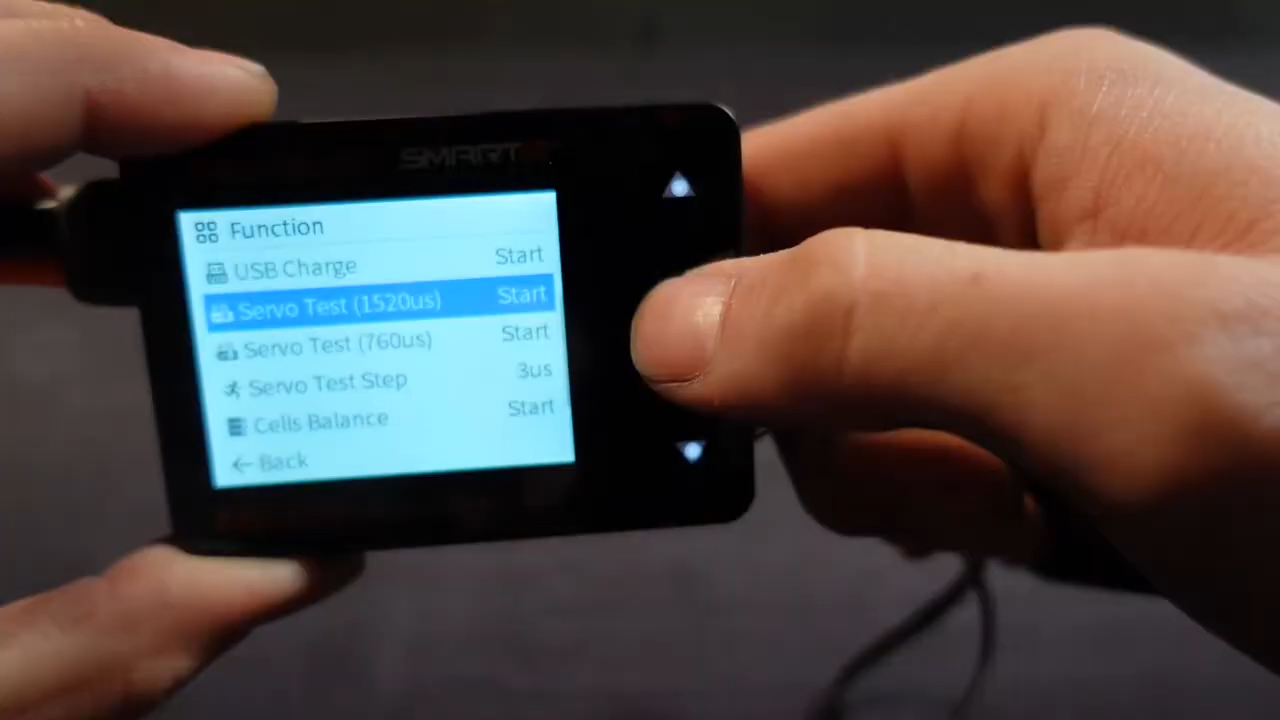 SMART
Function
USB Charge Start
Servo Test (1520us) Start
Servo Test (760us) Start
Servo Test Step 3us
Cells Balance Start
Back